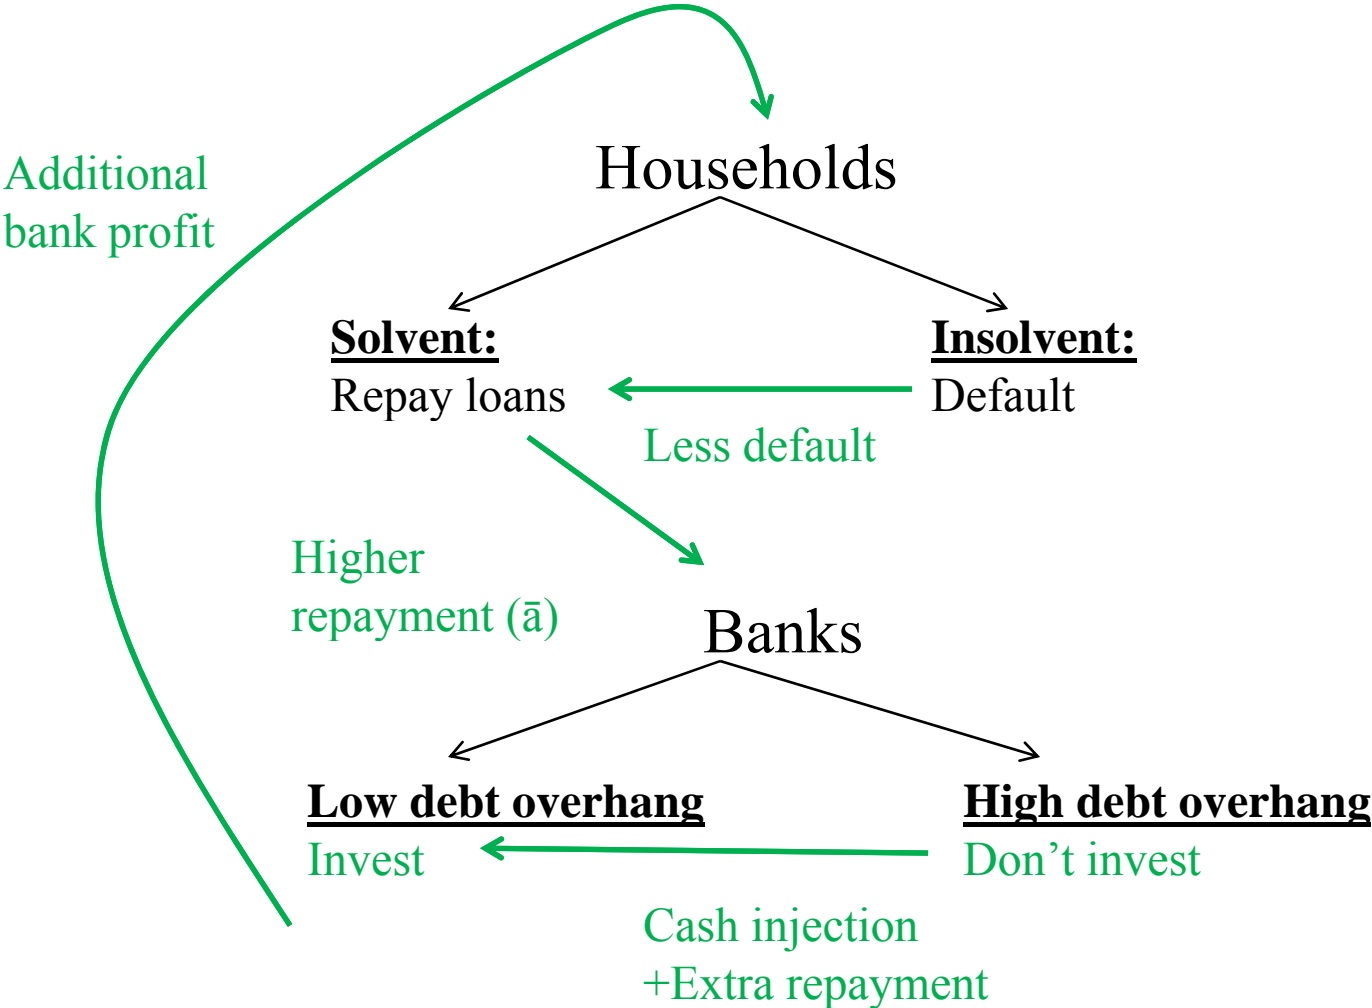 Additional
bank profit
Households
Solvent:
Repay loans
Insolvent:
Default
Less default
Higher
repayment (ā)
Banks
Low debt overhang
Invest
High debt overhang
Don’t invest
Cash injection
+Extra repayment